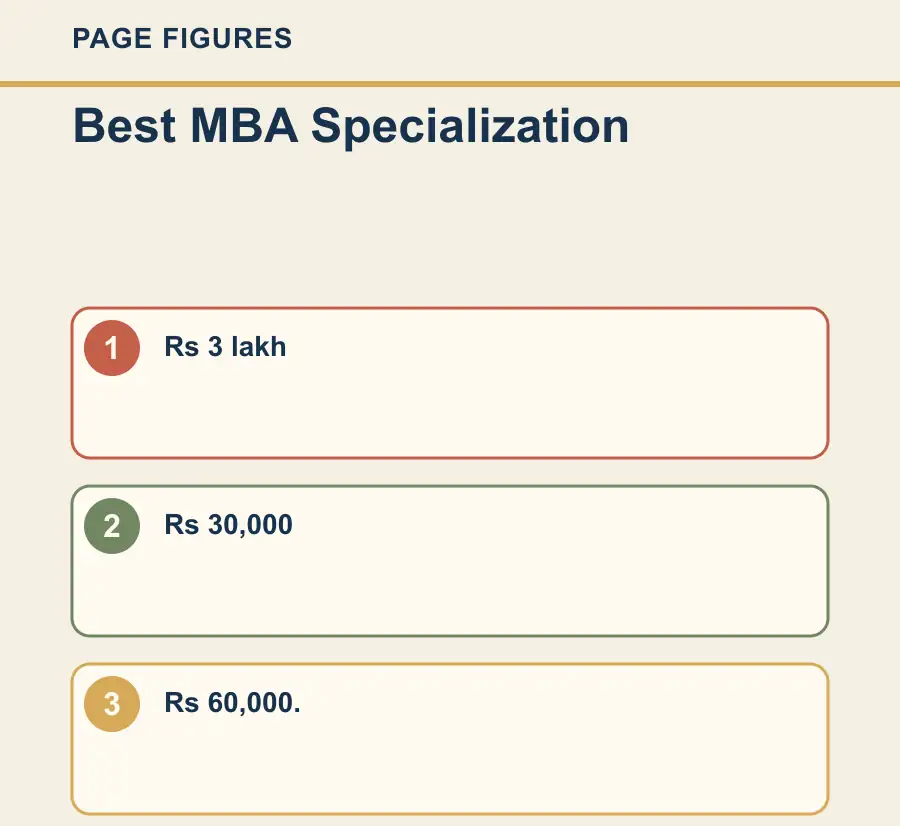 PAGE FIGURES
Best MBA Specialization
1 Rs 3 lakh
2 Rs 30,000
3 Rs 60,000.